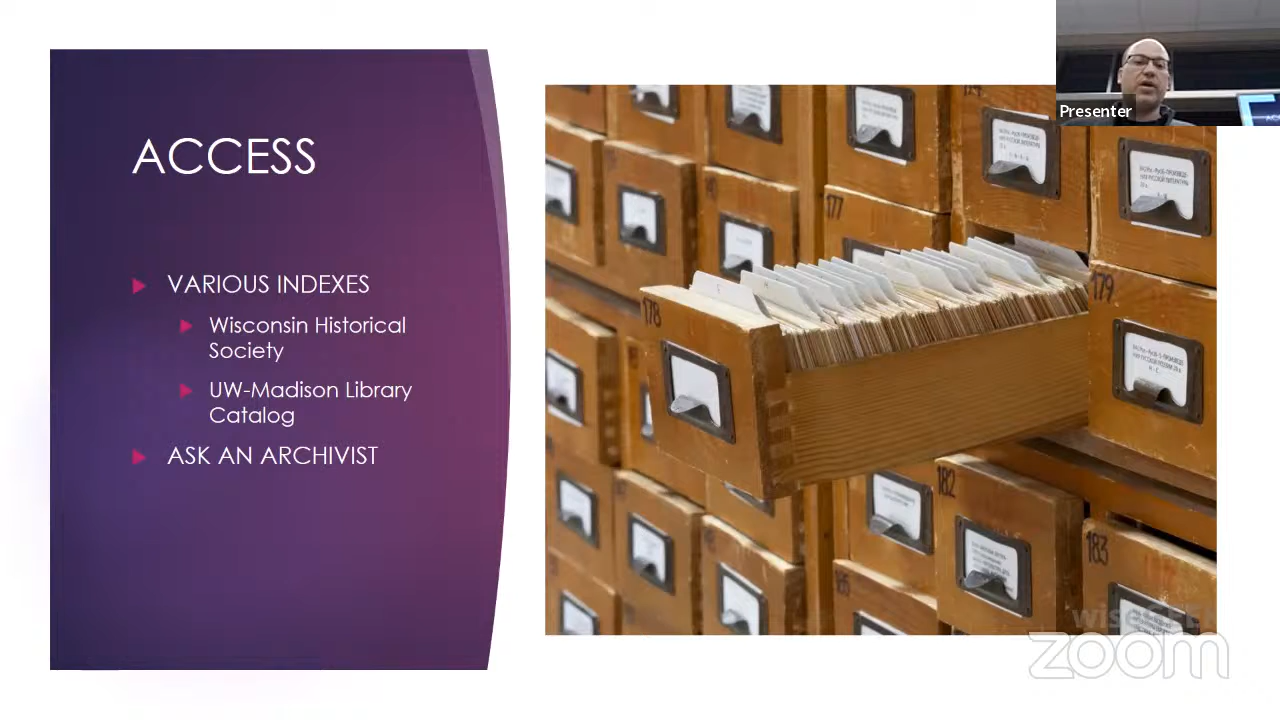 ACCESS
VARIOUS INDEXES
Wisconsin Historical
Society
UW-Madison Library
Catalog
ASK AN ARCHIVIST
Presenter
177
178
179
182
183
zoom